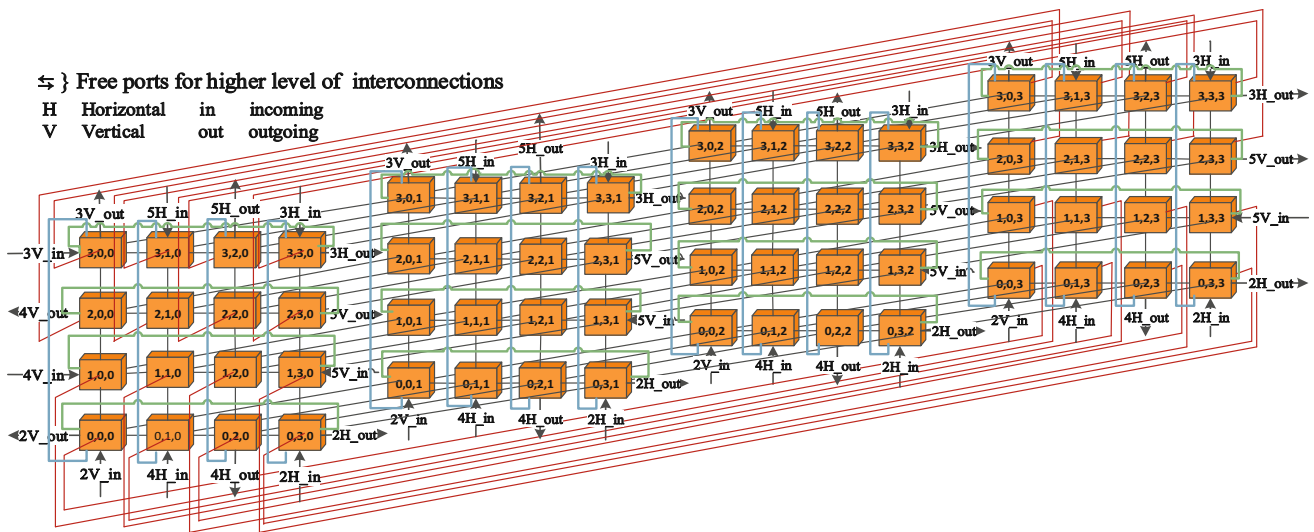 ⇆ } Free ports for higher level of interconnections
H Horizontal in incoming
V Vertical out outgoing
3V_out 5H_in 5H_out 3H_in
3V_in 3,0,0 3,1,0 3,2,0 3,3,0 3H_out
4V_out 2,0,0 2,1,0 2,2,0 2,3,0 5V_out
4V_in 1,0,0 1,1,0 1,2,0 1,3,0 5V_in
2V_out 0,0,0 0,1,0 0,2,0 0,3,0 2H_out
2V_in 4H_in 4H_out 2H_in
3V_out 5H_in 5H_out 3H_in
3,0,1 3,1,1 3,2,1 3,3,1 3H_out
2,0,1 2,1,1 2,2,1 2,3,1 5V_out
1,0,1 1,1,1 1,2,1 1,3,1 5V_in
0,0,1 0,1,1 0,2,1 0,3,1 2H_out
2V_in 4H_in 4H_out 2H_in
3V_out 5H_in 5H_out 3H_in
3,0,2 3,1,2 3,2,2 3,3,2 3H_out
2,0,2 2,1,2 2,2,2 2,3,2 5V_out
1,0,2 1,1,2 1,2,2 1,3,2 5V_in
0,0,2 0,1,2 0,2,2 0,3,2 2H_out
2V_in 4H_in 4H_out 2H_in
3V_out 5H_in 5H_out 3H_in
3,0,3 3,1,3 3,2,3 3,3,3 3H_out
2,0,3 2,1,3 2,2,3 2,3,3 5V_out
1,0,3 1,1,3 1,2,3 1,3,3 5V_in
0,0,3 0,1,3 0,2,3 0,3,3 2H_out
2V_in 4H_in 4H_out 2H_in